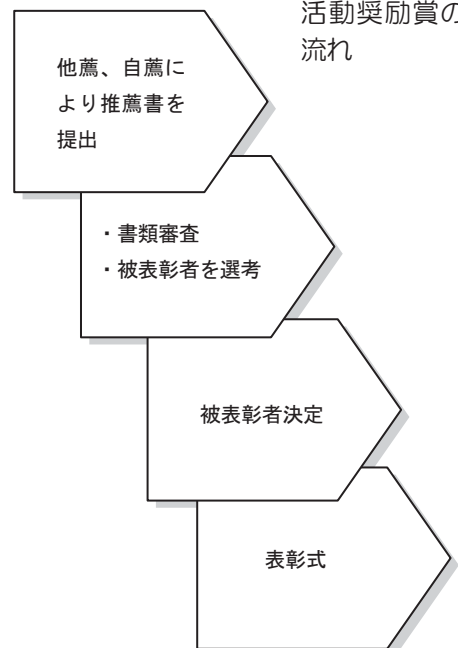 活動奨励賞の
流れ
他薦、自薦に
より推薦書を
提出
・書類審査
・被表彰者を選考
被表彰者決定
表彰式